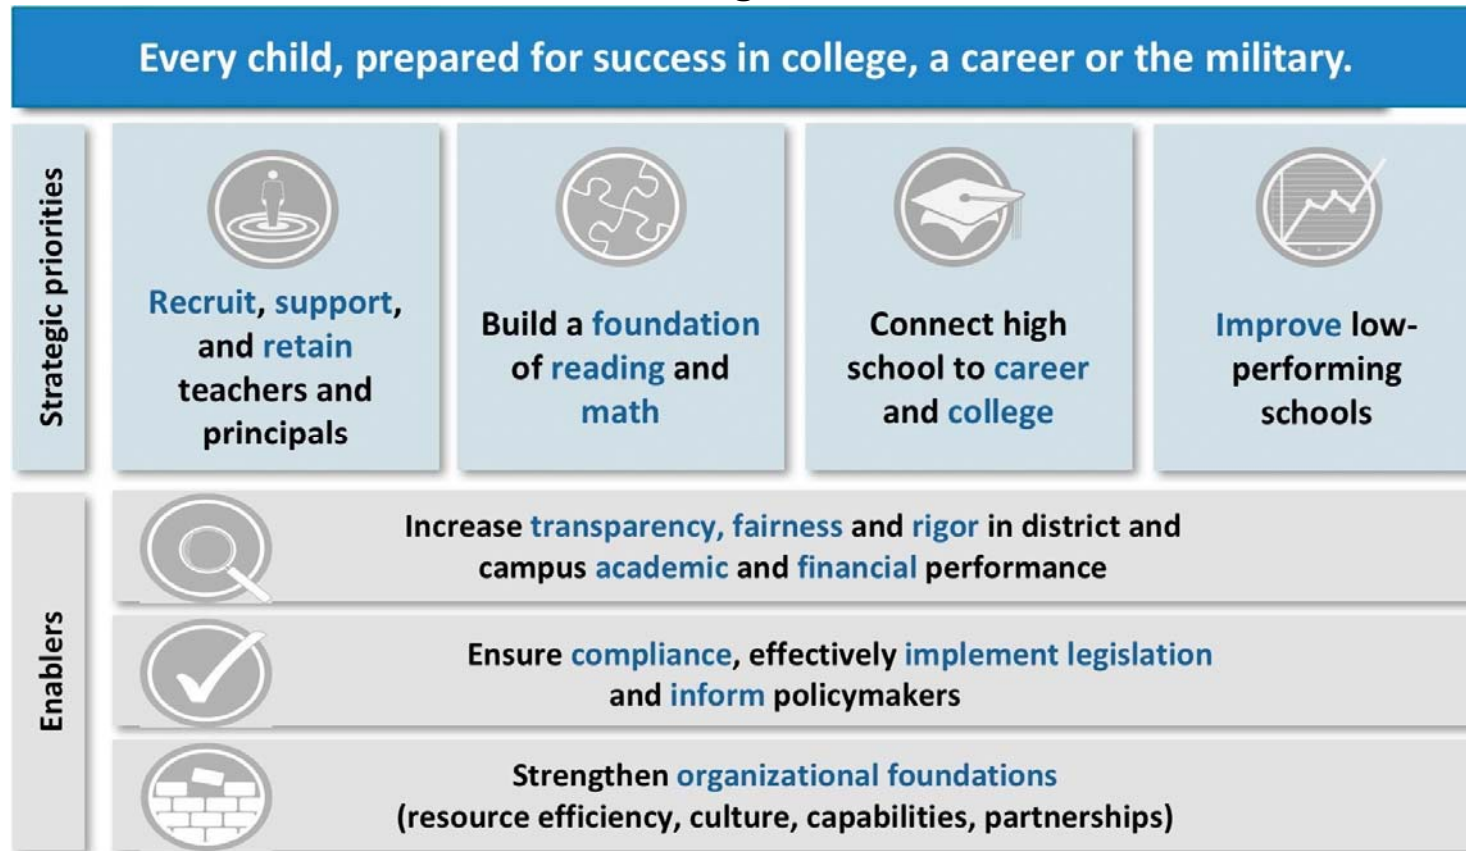 Every child, prepared for success in college, a career or the military.
Strategic priorities
Recruit, support,
and retain
teachers and
principals
Build a foundation
of reading and
math
Connect high
school to career
and college
Improve low-
performing
schools
Enablers
Increase transparency, fairness and rigor in district and
campus academic and financial performance
Ensure compliance, effectively implement legislation
and inform policymakers
Strengthen organizational foundations
(resource efficiency, culture, capabilities, partnerships)